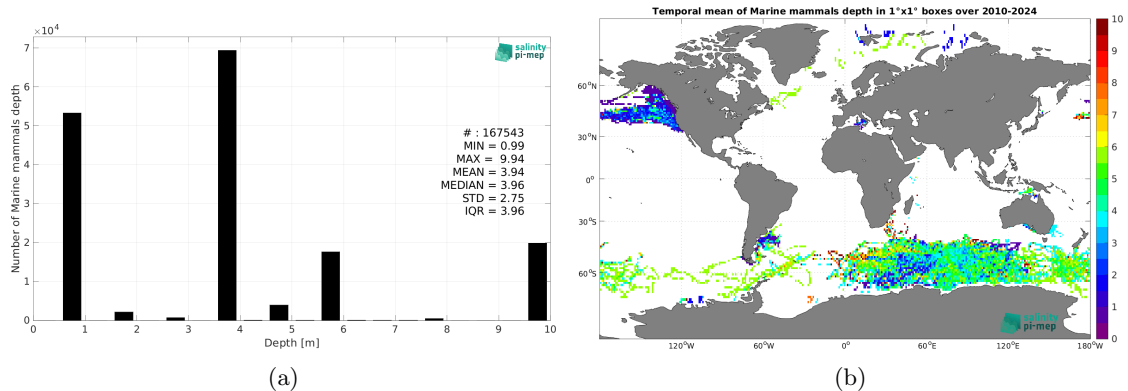 ×10⁴
7
6
5
4
3
2
1
0
Number of Marine mammals depth
salinity
pi-mep
# : 167543
MIN = 0.99
MAX = 9.94
MEAN = 3.94
MEDIAN = 3.96
STD = 2.75
IQR = 3.96
0 1 2 3 4 5 6 7 8 9 10
Depth [m]
(a)
Temporal mean of Marine mammals depth in 1°x1° boxes over 2010-2024
60°N
30°N
0°
30°S
60°S
120°W 60°W 0° 60°E 120°E 180°W
salinity
pi-mep
10
9
8
7
6
5
4
3
2
1
0
(b)